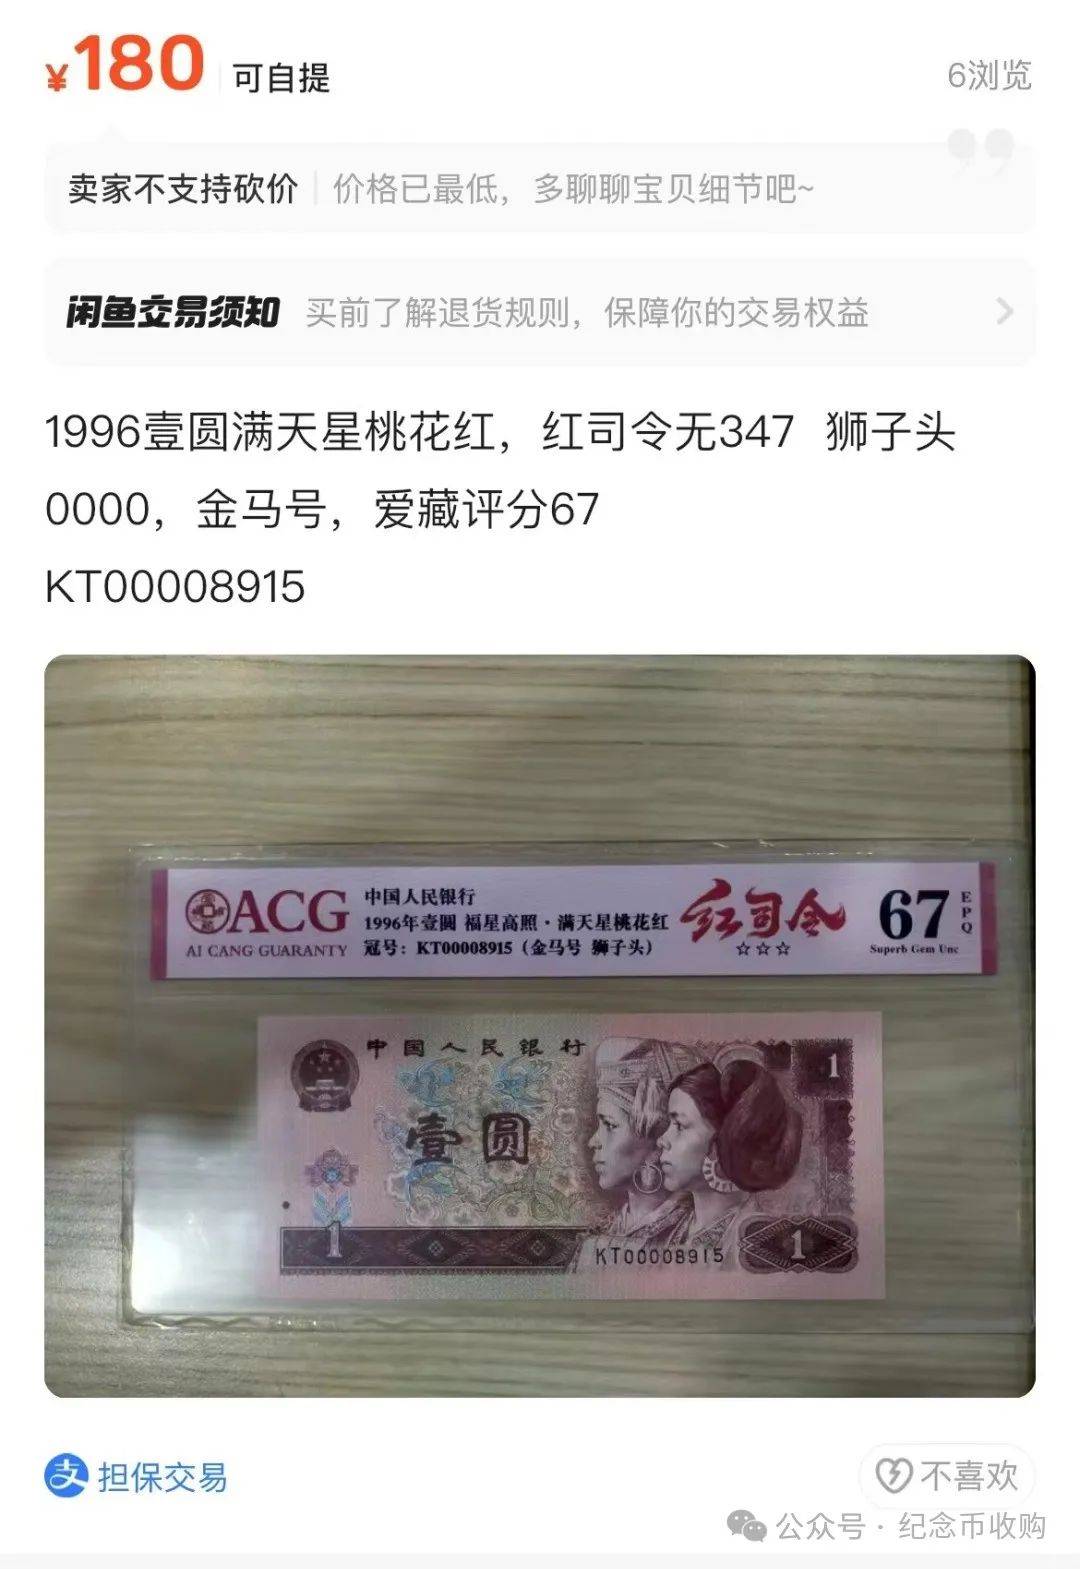 ¥180 可自提 6浏览
卖家不支持砍价 价格已最低，多聊聊宝贝细节吧~
闲鱼交易须知 买前了解退货规则，保障你的交易权益
1996壹圆满天星桃花红，红司令无347 狮子头
0000，金马号，爱藏评分67
KT00008915
ACG
AI CANG GUARANTY
中国人民银行
1996年壹圆 福星高照·满天星桃花红
冠号：KT00008915（金马号 狮子头）
红司令
67
EPQ
Superb Gem Unc
中国人民银行
1
壹圆
1
KT00008915
1
担保交易
不喜欢
公众号 · 纪念币收购